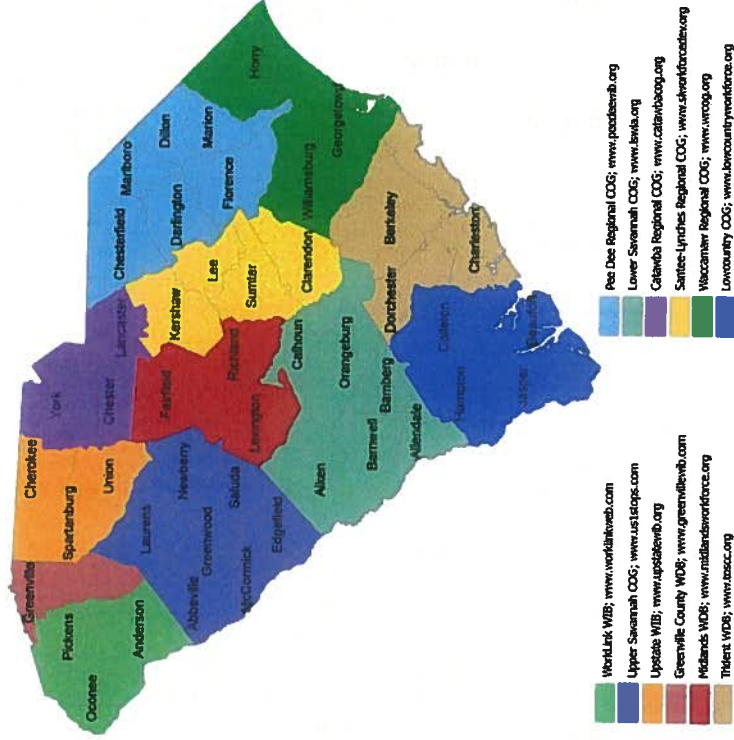 Oconee
Pickens
Anderson
Greenville
Spartanburg
Cherokee
Union
York
Chester
Lancaster
Abbeville
Laurens
Greenwood
McCormick
Newberry
Saluda
Edgefield
Fairfield
Richland
Lexington
Kershaw
Lee
Sumter
Clarendon
Chesterfield
Marlboro
Darlington
Dillon
Marion
Florence
Horry
Georgetown
Williamsburg
Aiken
Calhoun
Orangeburg
Bamberg
Barnwell
Allendale
Dorchester
Berkeley
Charleston
Colleton
Hampton
Jasper
Beaufort
WorkLink WIB; www.worklinkweb.com
Upper Savannah COG; www.us1stops.com
Upstate WIB; www.upstatewib.org
Greenville County WDB; www.greenvillewib.com
Midlands WDB; www.midlandsworkforce.org
Trident WDB; www.toscc.org
Pee Dee Regional COG; www.peedeewib.org
Lower Savannah COG; www.lswia.org
Catawba Regional COG; www.catawbacog.org
Santee-Lynches Regional COG; www.slworkforcedev.org
Waccamaw Regional COG; www.wrcog.org
Lowcountry COG; www.lowcountryworkforce.org